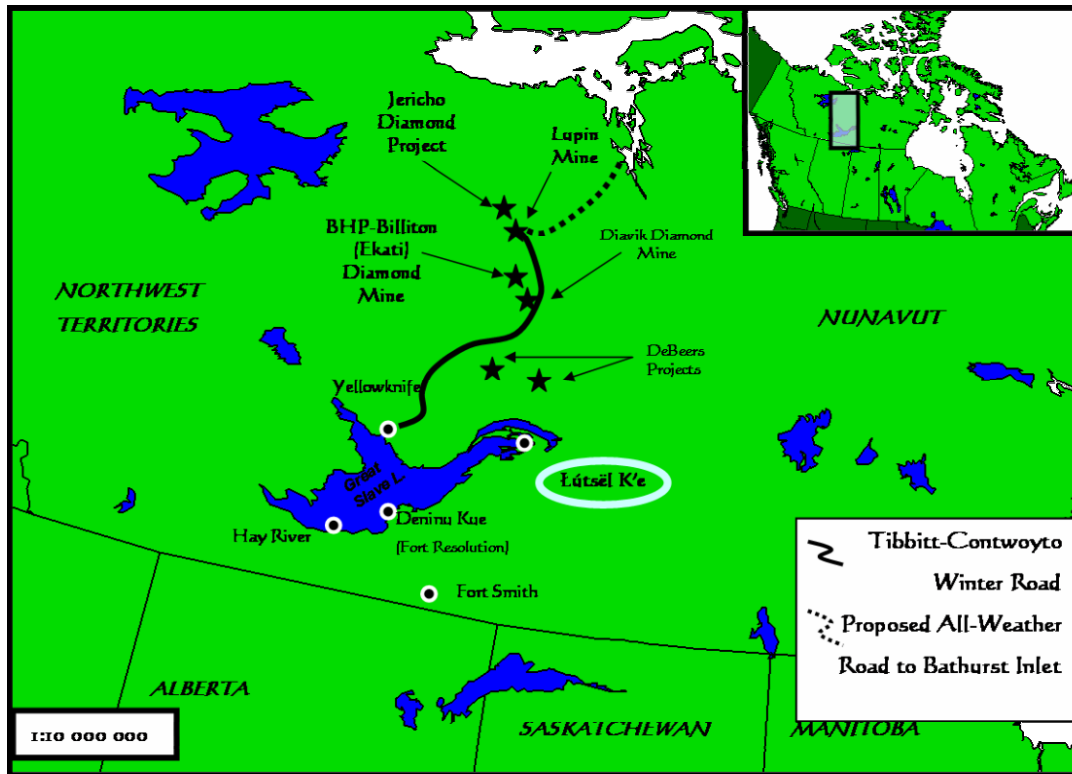 Jericho
Diamond
Project
Lupin
Mine
BHP-Billiton
(Ekati)
Diamond
Mine
Diavik Diamond
Mine
NORTHWEST
TERRITORIES
NUNAVUT
DeBeers
Projects
Yellowknife
Great
Slave L.
Łútsël K'e
Hay River
Deninu Kue
(Fort Resolution)
Fort Smith
Tibbitt-Contwoyto
Winter Road
Proposed All-Weather
Road to Bathurst Inlet
ALBERTA
SASKATCHEWAN
MANITOBA
1:10 000 000